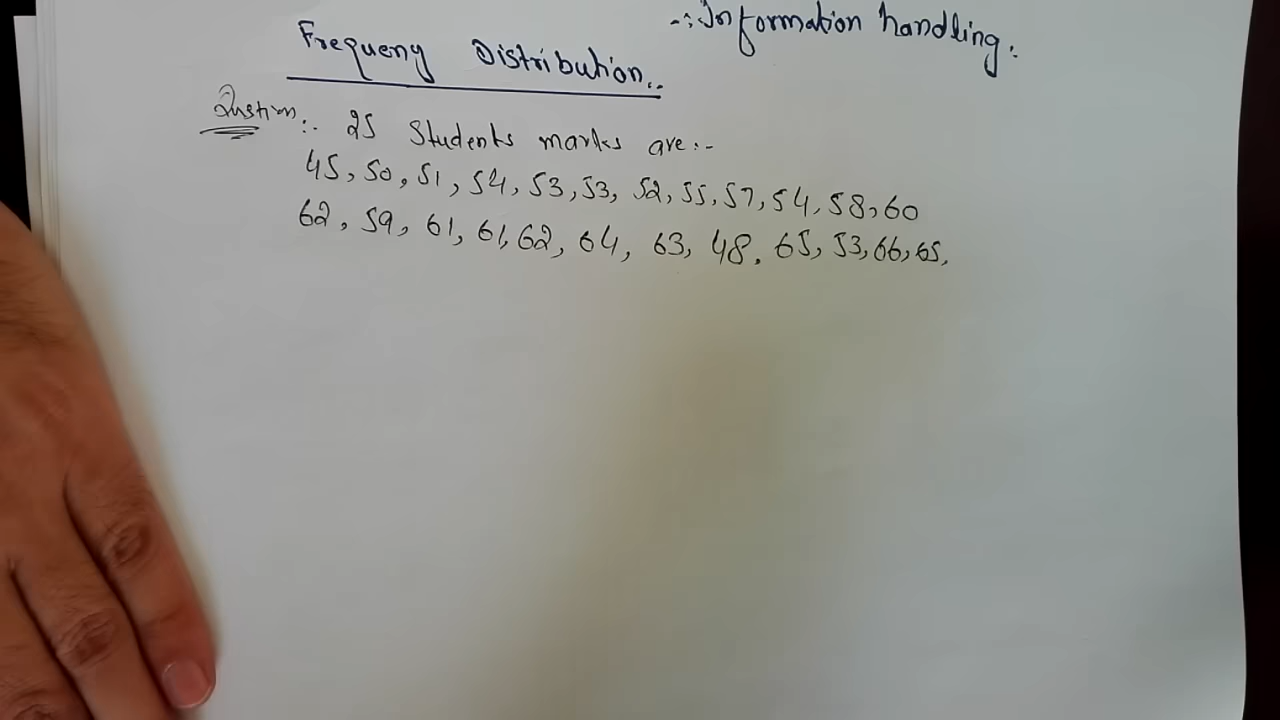 -:Information handling:
Frequeny Distribution..
Question:- 25 Students marks are:-
45, 50, 51, 54, 53, 53, 52, 55, 57, 54, 58, 60
62, 59, 61, 61, 62, 64, 63, 48, 65, 53, 66, 65,